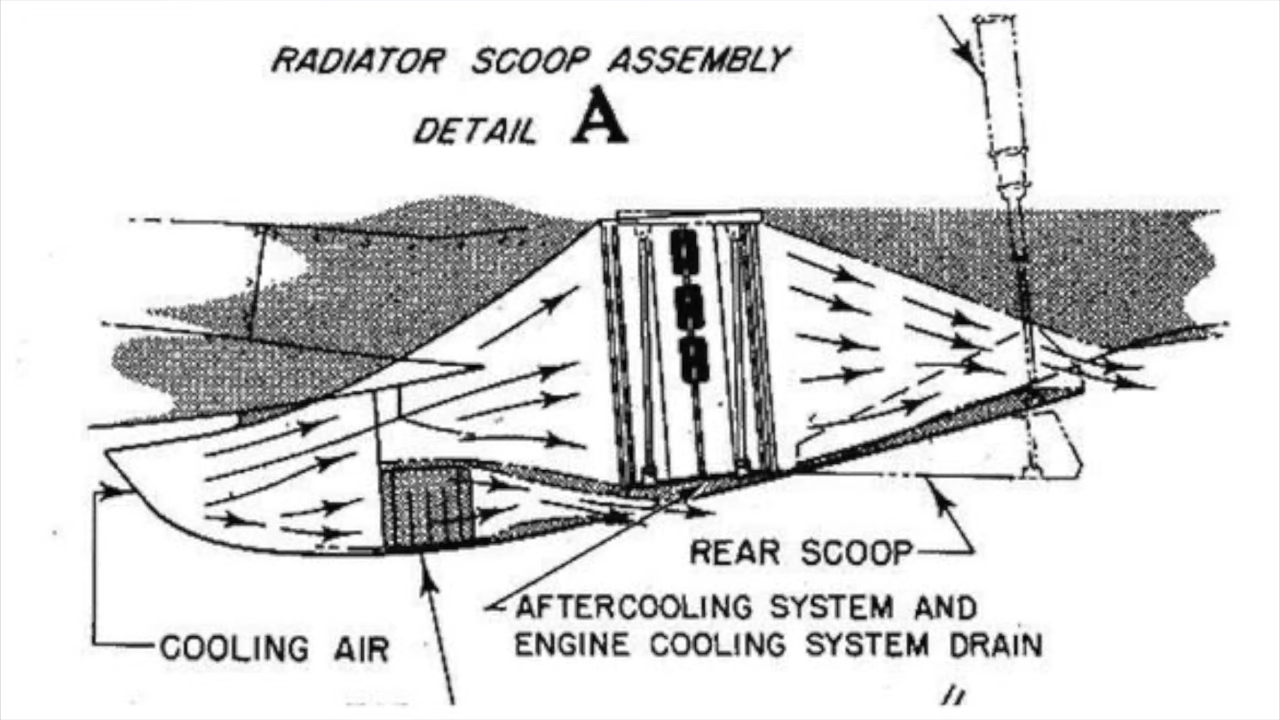 RADIATOR SCOOP ASSEMBLY
DETAIL A
REAR SCOOP
AFTERCOOLING SYSTEM AND
ENGINE COOLING SYSTEM DRAIN
COOLING AIR